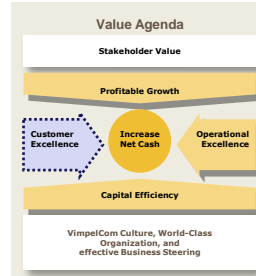 Value Agenda
Stakeholder Value
Profitable Growth
Customer
Excellence
Increase
Net Cash
Operational
Excellence
Capital Efficiency
VimpelCom Culture, World-Class
Organization, and
effective Business Steering